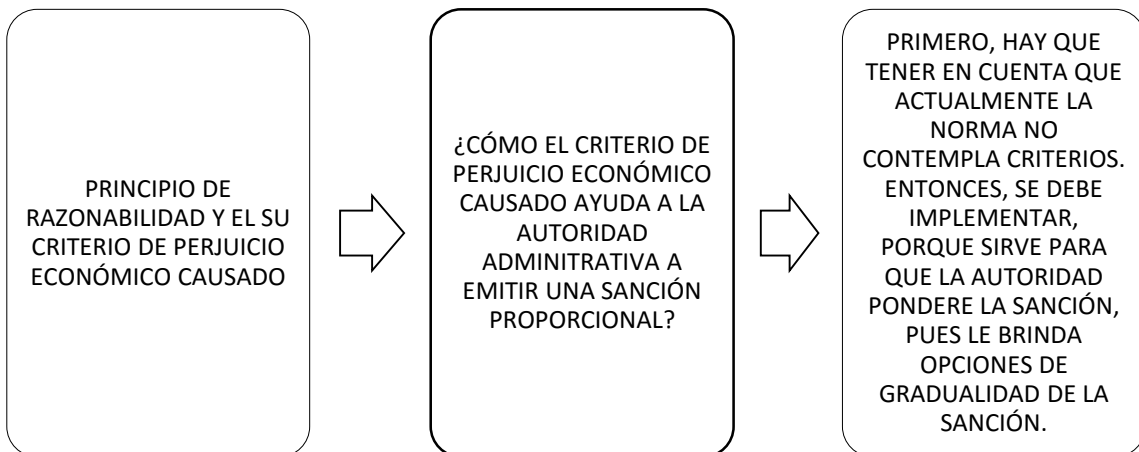 PRINCIPIO DE
RAZONABILIDAD Y EL SU
CRITERIO DE PERJUICIO
ECONÓMICO CAUSADO
¿CÓMO EL CRITERIO DE
PERJUICIO ECONÓMICO
CAUSADO AYUDA A LA
AUTORIDAD
ADMINITRATIVA A
EMITIR UNA SANCIÓN
PROPORCIONAL?
PRIMERO, HAY QUE
TENER EN CUENTA QUE
ACTUALMENTE LA
NORMA NO
CONTEMPLA CRITERIOS.
ENTONCES, SE DEBE
IMPLEMENTAR,
PORQUE SIRVE PARA
QUE LA AUTORIDAD
PONDERE LA SANCIÓN,
PUES LE BRINDA
OPCIONES DE
GRADUALIDAD DE LA
SANCIÓN.